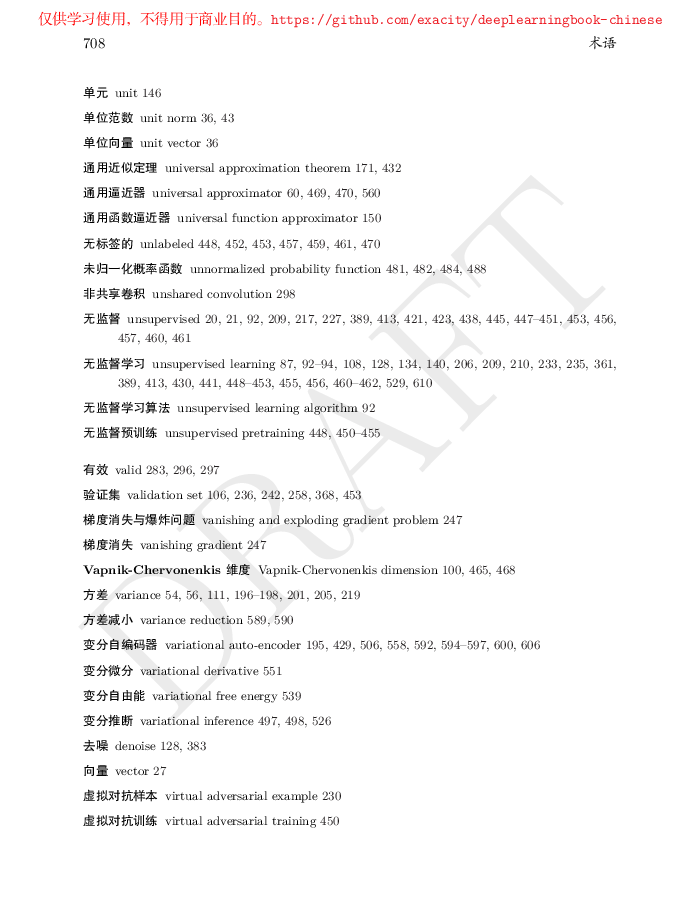 仅供学习使用，不得用于商业目的。https://github.com/exacity/deeplearningbook-chinese
708 术语
单元 unit 146
单位范数 unit norm 36, 43
单位向量 unit vector 36
通用近似定理 universal approximation theorem 171, 432
通用逼近器 universal approximator 60, 469, 470, 560
通用函数逼近器 universal function approximator 150
无标签的 unlabeled 448, 452, 453, 457, 459, 461, 470
未归一化概率函数 unnormalized probability function 481, 482, 484, 488
非共享卷积 unshared convolution 298
无监督 unsupervised 20, 21, 92, 209, 217, 227, 389, 413, 421, 423, 438, 445, 447–451, 453, 456,
457, 460, 461
无监督学习 unsupervised learning 87, 92–94, 108, 128, 134, 140, 206, 209, 210, 233, 235, 361,
389, 413, 430, 441, 448–453, 455, 456, 460–462, 529, 610
无监督学习算法 unsupervised learning algorithm 92
无监督预训练 unsupervised pretraining 448, 450–455
有效 valid 283, 296, 297
验证集 validation set 106, 236, 242, 258, 368, 453
梯度消失与爆炸问题 vanishing and exploding gradient problem 247
梯度消失 vanishing gradient 247
Vapnik-Chervonenkis 维度 Vapnik-Chervonenkis dimension 100, 465, 468
方差 variance 54, 56, 111, 196–198, 201, 205, 219
方差减小 variance reduction 589, 590
变分自编码器 variational auto-encoder 195, 429, 506, 558, 592, 594–597, 600, 606
变分微分 variational derivative 551
变分自由能 variational free energy 539
变分推断 variational inference 497, 498, 526
去噪 denoise 128, 383
向量 vector 27
虚拟对抗样本 virtual adversarial example 230
虚拟对抗训练 virtual adversarial training 450
DRAFT